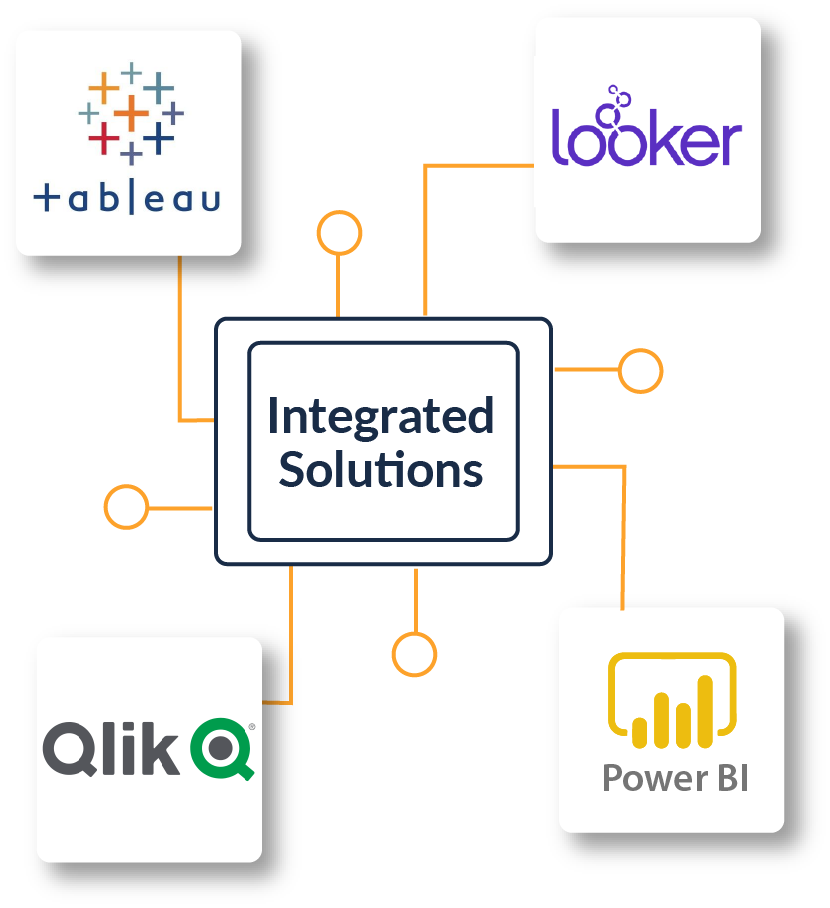 tableau
looker
Integrated
Solutions
Qlik Q®
Power BI